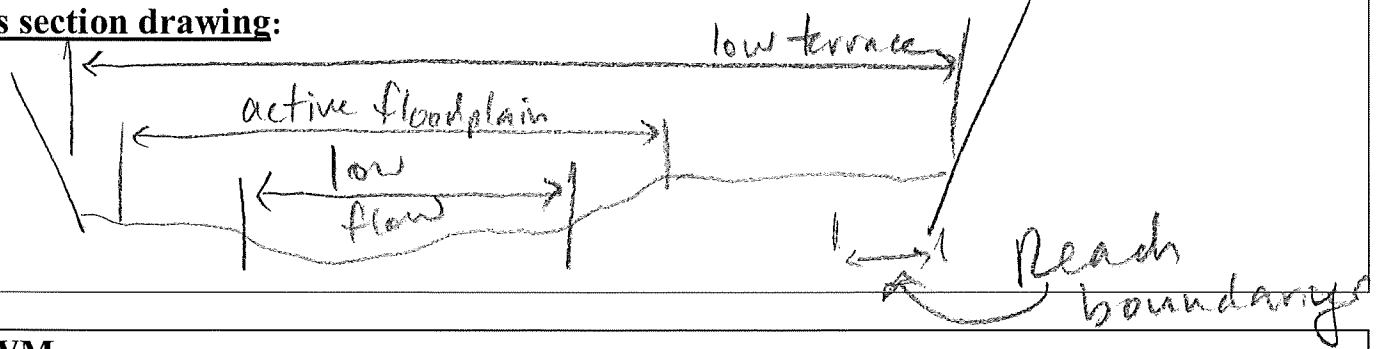 s section drawing:
low terrace
active floodplain
low
flow
Reach
boundary
WM